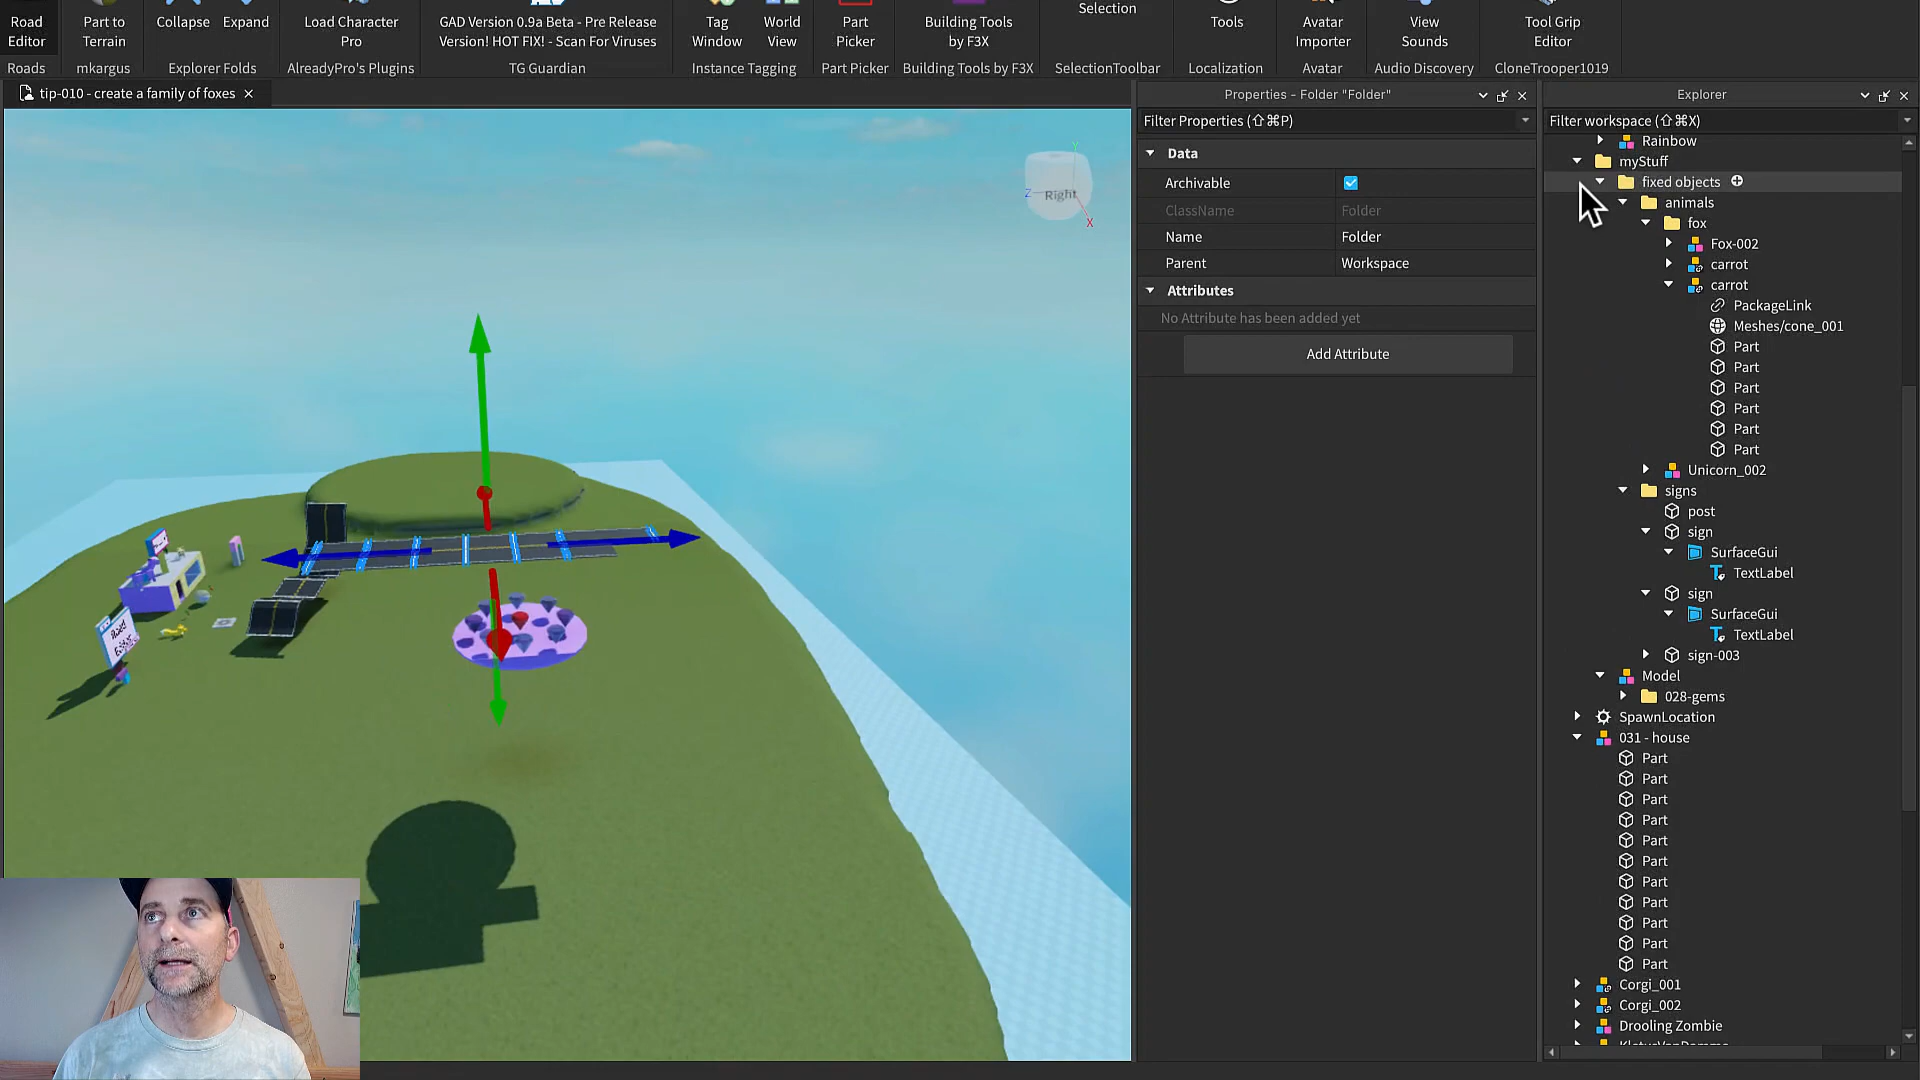 Road
Editor
Part to
Terrain
Collapse
Expand
Load Character
Pro
GAD Version 0.9a Beta - Pre Release
Version! HOT FIX! - Scan For Viruses
Tag
Window
World
View
Part
Picker
Building Tools
by F3X
Selection
Tools
Avatar
Importer
View
Sounds
Tool Grip
Editor
Roads
mkargus
Explorer Folds
AlreadyPro's Plugins
TG Guardian
Instance Tagging
Part Picker
Building Tools by F3X
SelectionToolbar
Localization
Avatar
Audio Discovery
CloneTrooper1019
tip-010 - create a family of foxes
Properties - Folder "Folder"
Filter Properties (⇧⌘P)
Data
Archivable
ClassName Folder
Name Folder
Parent Workspace
Attributes
No Attribute has been added yet
Add Attribute
Explorer
Filter workspace (⇧⌘X)
Rainbow
myStuff
fixed objects
animals
fox
Fox-002
carrot
carrot
PackageLink
Meshes/cone_001
Part
Part
Part
Part
Part
Part
Unicorn_002
signs
post
sign
SurfaceGui
TextLabel
sign
SurfaceGui
TextLabel
sign-003
Model
028-gems
SpawnLocation
031 - house
Part
Part
Part
Part
Part
Part
Part
Part
Part
Part
Part
Corgi_001
Corgi_002
Drooling Zombie
Right
Y
Z
X
Road